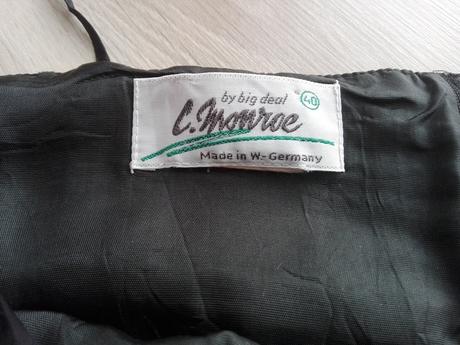 by big deal 40
C. Monroe
Made in W.-Germany